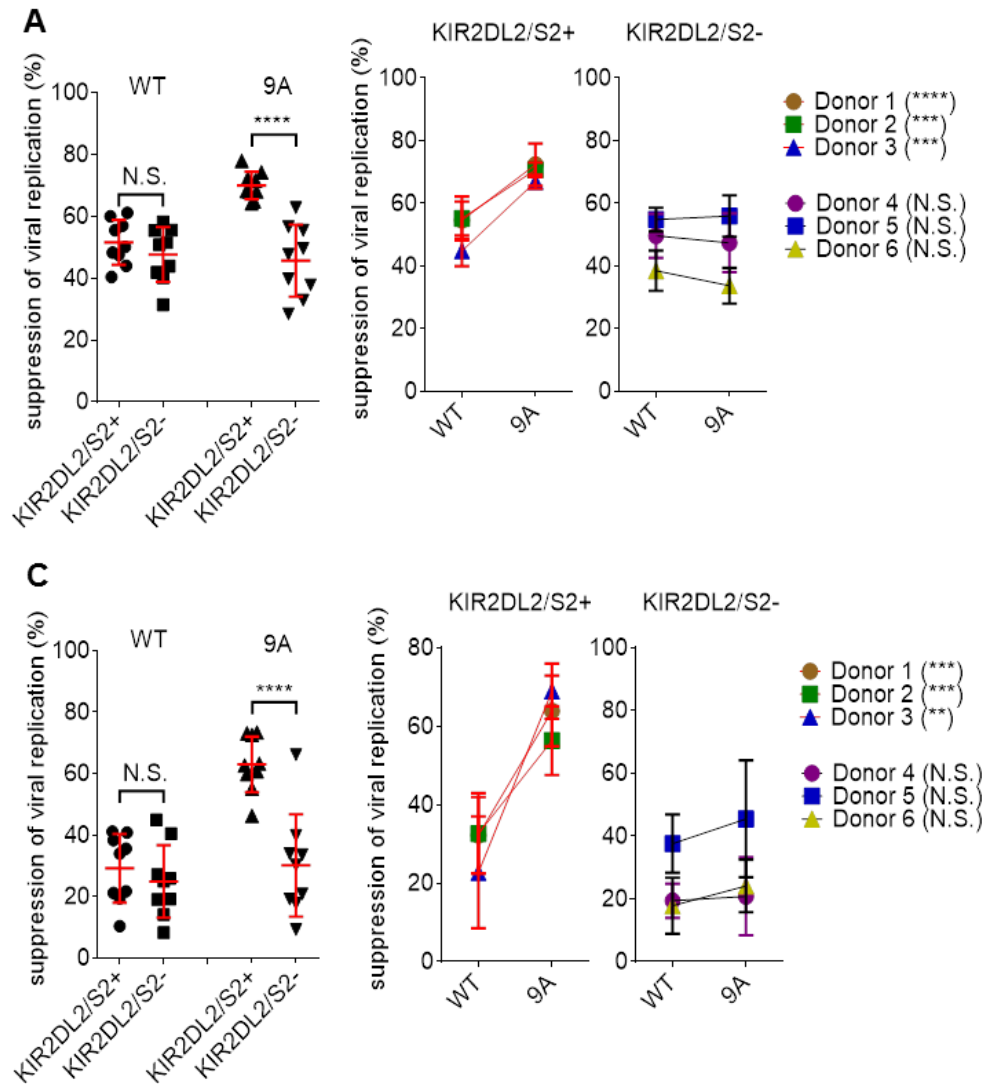 A
suppression of viral replication (%)
100
80
60
40
20
0
WT
9A
N.S.
****
KIR2DL2/S2+
KIR2DL2/S2-
KIR2DL2/S2+
KIR2DL2/S2-
KIR2DL2/S2+
KIR2DL2/S2-
suppression of viral replication (%)
100
80
60
40
20
0
WT
9A
100
80
60
40
20
0
WT
9A
Donor 1 (****)
Donor 2 (***)
Donor 3 (***)
Donor 4 (N.S.)
Donor 5 (N.S.)
Donor 6 (N.S.)
C
suppression of viral replication (%)
100
80
60
40
20
0
WT
9A
N.S.
****
KIR2DL2/S2+
KIR2DL2/S2-
KIR2DL2/S2+
KIR2DL2/S2-
KIR2DL2/S2+
KIR2DL2/S2-
suppression of viral replication (%)
80
60
40
20
0
WT
9A
100
80
60
40
20
0
WT
9A
Donor 1 (***)
Donor 2 (***)
Donor 3 (**)
Donor 4 (N.S.)
Donor 5 (N.S.)
Donor 6 (N.S.)